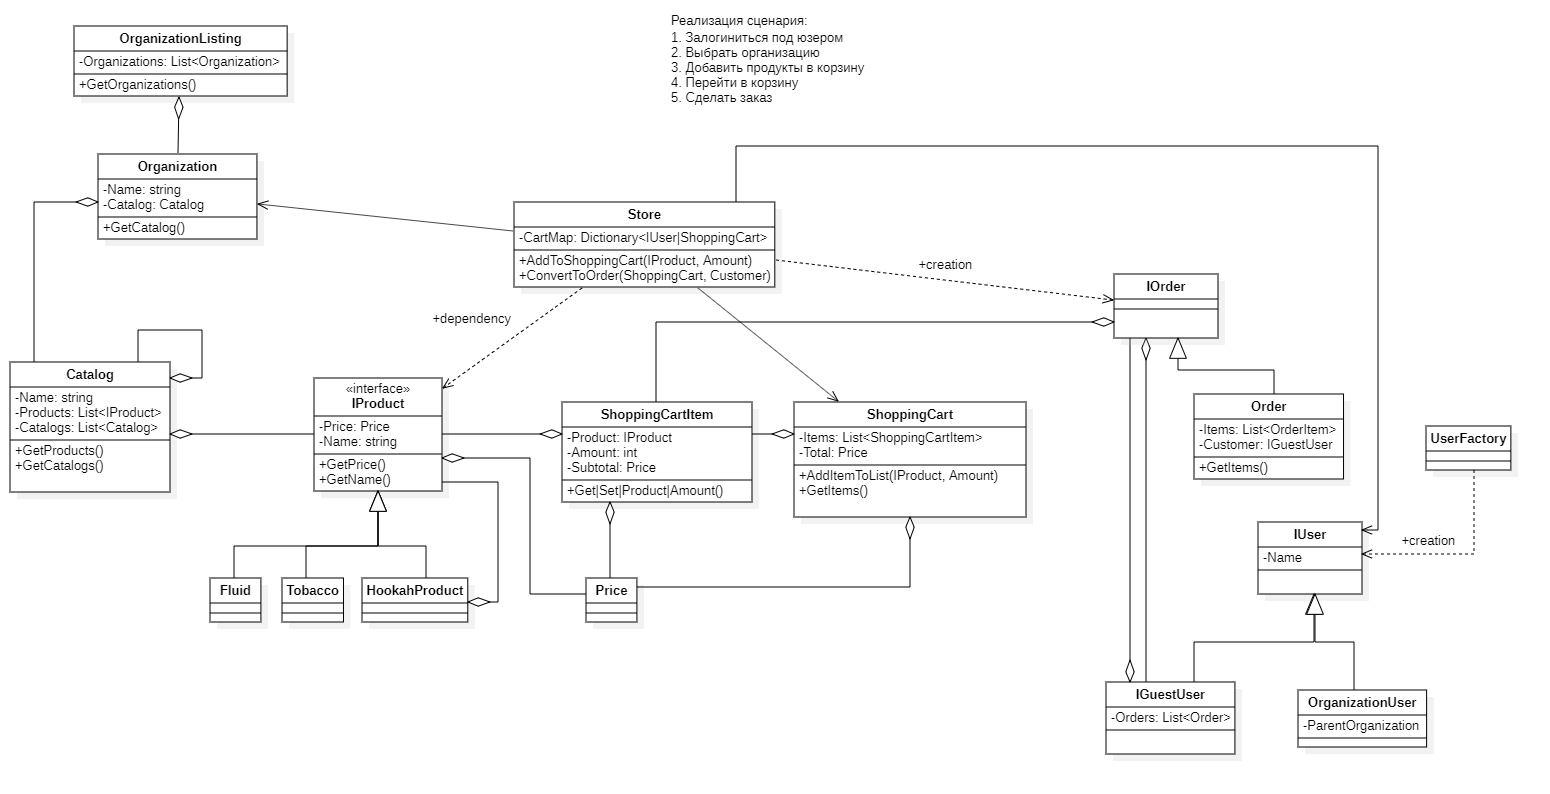 Реализация сценария:
1. Залогиниться под юзером
2. Выбрать организацию
3. Добавить продукты в корзину
4. Перейти в корзину
5. Сделать заказ
OrganizationListing
-Organizations: List<Organization>
+GetOrganizations()
Organization
-Name: string
-Catalog: Catalog
+GetCatalog()
Store
-CartMap: Dictionary<IUser|ShoppingCart>
+AddToShoppingCart(IProduct, Amount)
+ConvertToOrder(ShoppingCart, Customer)
+creation
IOrder
+dependency
Catalog
-Name: string
-Products: List<IProduct>
-Catalogs: List<Catalog>
+GetProducts()
+GetCatalogs()
«interface»
IProduct
-Price: Price
-Name: string
+GetPrice()
+GetName()
ShoppingCartItem
-Product: IProduct
-Amount: int
-Subtotal: Price
+Get|Set|Product|Amount()
ShoppingCart
-Items: List<ShoppingCartItem>
-Total: Price
+AddItemToList(IProduct, Amount)
+GetItems()
Order
-Items: List<OrderItem>
-Customer: IGuestUser
+GetItems()
UserFactory
+creation
IUser
-Name
Fluid
Tobacco
HookahProduct
Price
IGuestUser
-Orders: List<Order>
OrganizationUser
-ParentOrganization